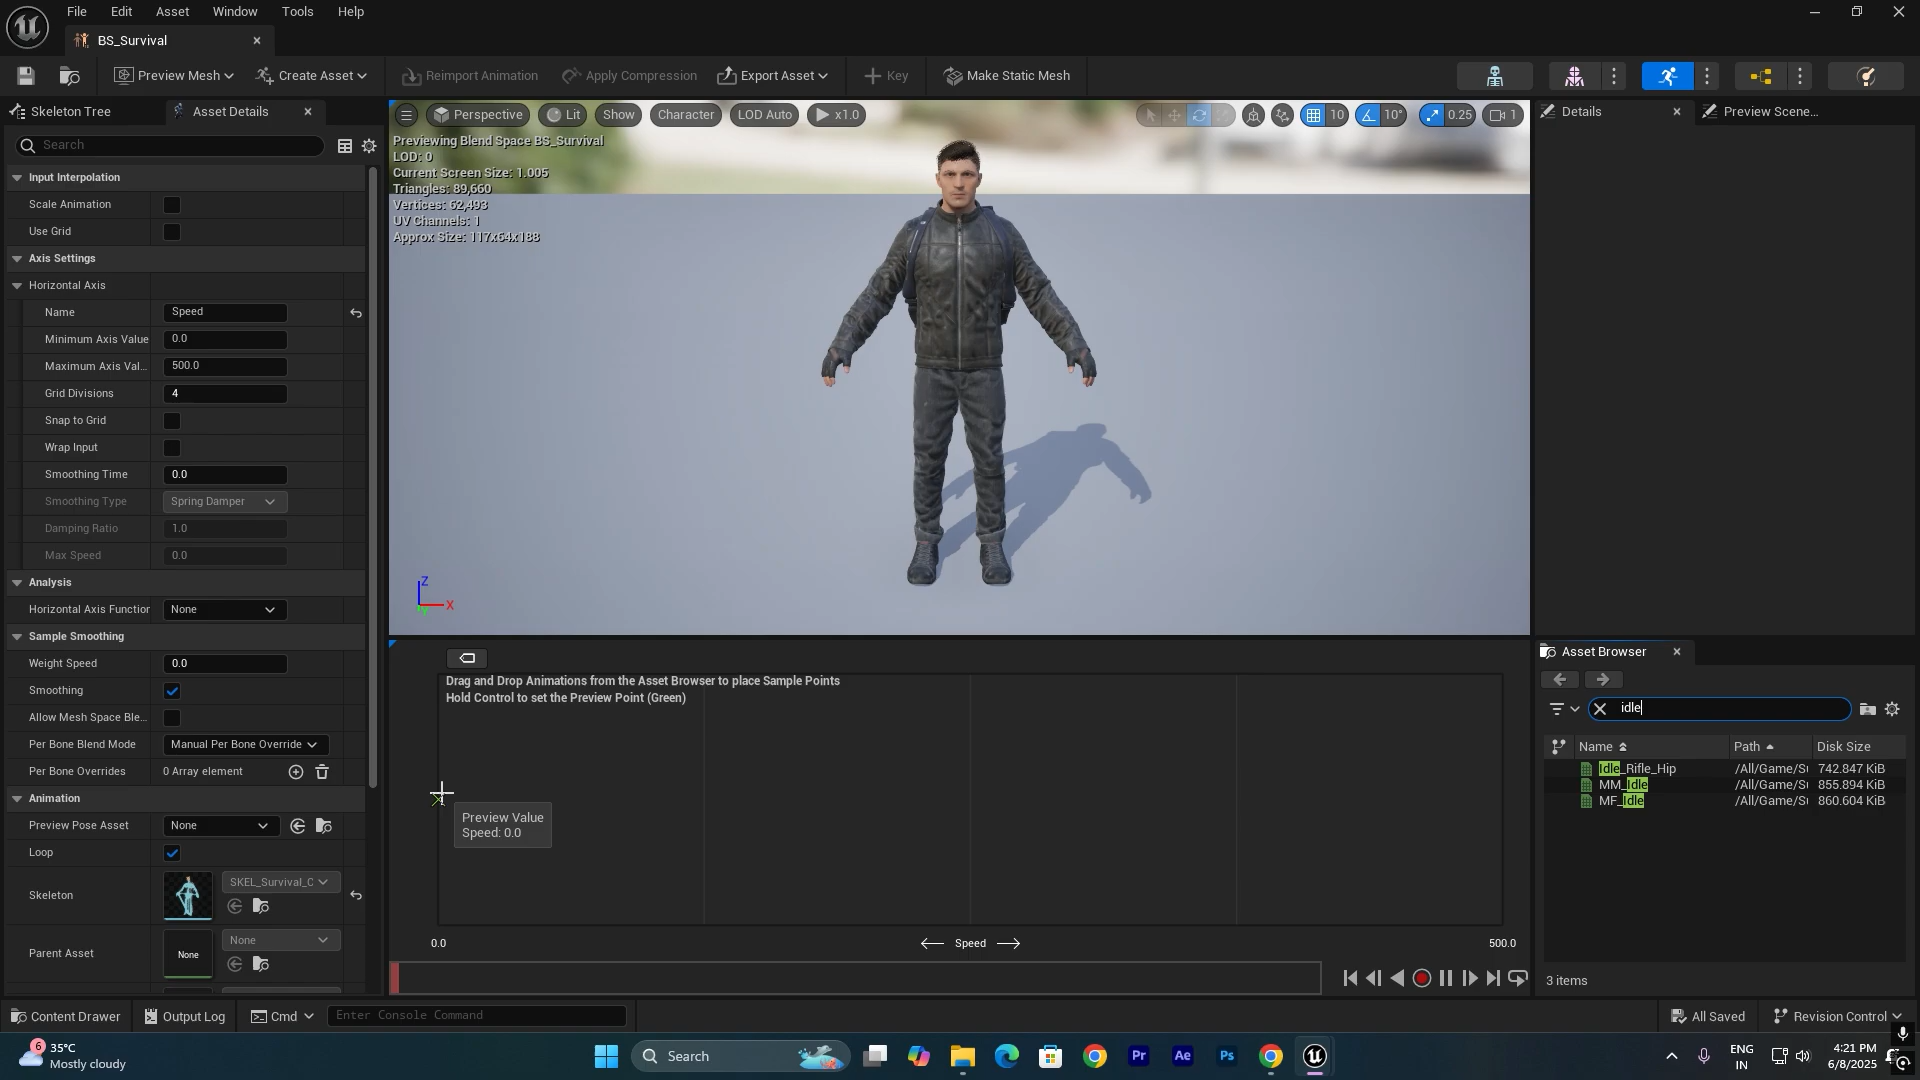 File Edit Asset Window Tools Help
BS_Survival
Preview Mesh Create Asset Reimport Animation Apply Compression Export Asset Key Make Static Mesh
Skeleton Tree Asset Details
Search
Input Interpolation
Scale Animation
Use Grid
Axis Settings
Horizontal Axis
Name Speed
Minimum Axis Value 0.0
Maximum Axis Val... 500.0
Grid Divisions 4
Snap to Grid
Wrap Input
Smoothing Time 0.0
Smoothing Type Spring Damper
Damping Ratio 1.0
Max Speed 0.0
Analysis
Horizontal Axis Function None
Sample Smoothing
Weight Speed 0.0
Smoothing
Allow Mesh Space Ble...
Per Bone Blend Mode Manual Per Bone Override
Per Bone Overrides 0 Array element
Animation
Preview Pose Asset None
Loop
Skeleton SKEL_Survival_C
Parent Asset None None
Perspective Lit Show Character LOD Auto x1.0 10 10° 0.25 1
Previewing Blend Space BS_Survival
LOD: 0
Current Screen Size: 1.005
Triangles: 89,660
Vertices: 62,493
UV Channels: 1
Approx Size: 117x64x188
Z
X
Y
Drag and Drop Animations from the Asset Browser to place Sample Points
Hold Control to set the Preview Point (Green)
Preview Value
Speed: 0.0
0.0 Speed 500.0
Details Preview Scene...
Asset Browser
idle
Name Path Disk Size
Idle_Rifle_Hip /All/Game/Su 742.847 KiB
MM_Idle /All/Game/Su 855.894 KiB
MF_Idle /All/Game/Su 860.604 KiB
3 items
Content Drawer Output Log Cmd Enter Console Command All Saved Revision Control
6 35°C
Mostly cloudy
Search
Pr Ae Ps
ENG
IN
4:21 PM
6/8/2025